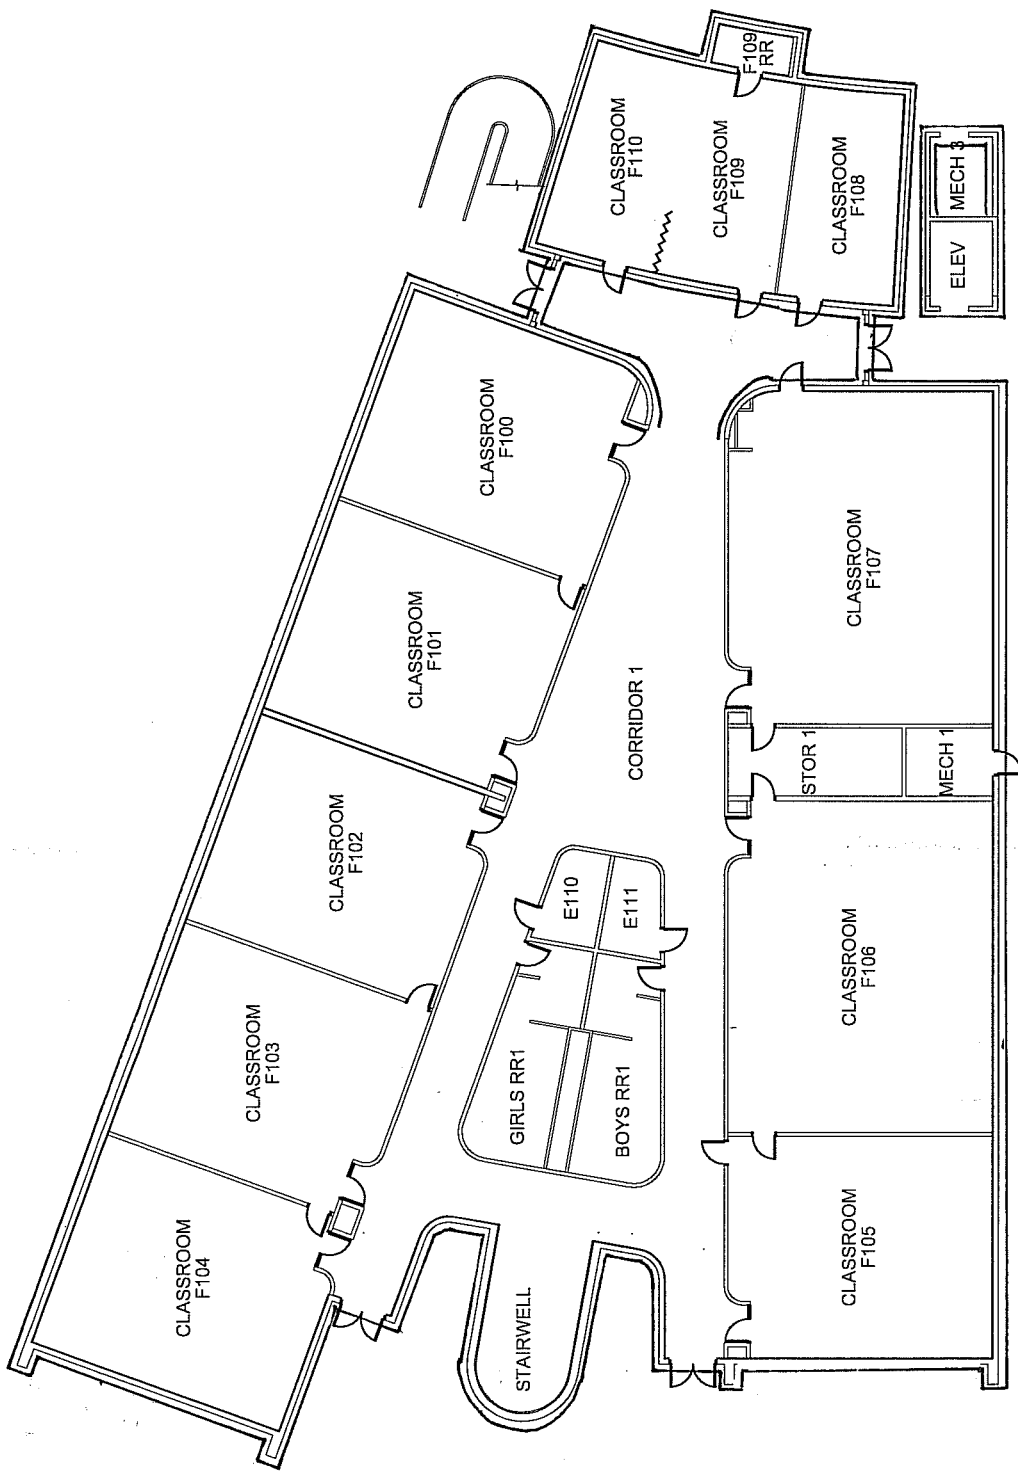 CLASSROOM
F104
CLASSROOM
F103
CLASSROOM
F102
CLASSROOM
F101
CLASSROOM
F100
STAIRWELL
GIRLS RR1
BOYS RR1
E110
E111
CORRIDOR 1
CLASSROOM
F110
CLASSROOM
F109
F109
RR
CLASSROOM
F108
CLASSROOM
F105
CLASSROOM
F106
STOR 1
MECH 1
CLASSROOM
F107
ELEV
MECH 3